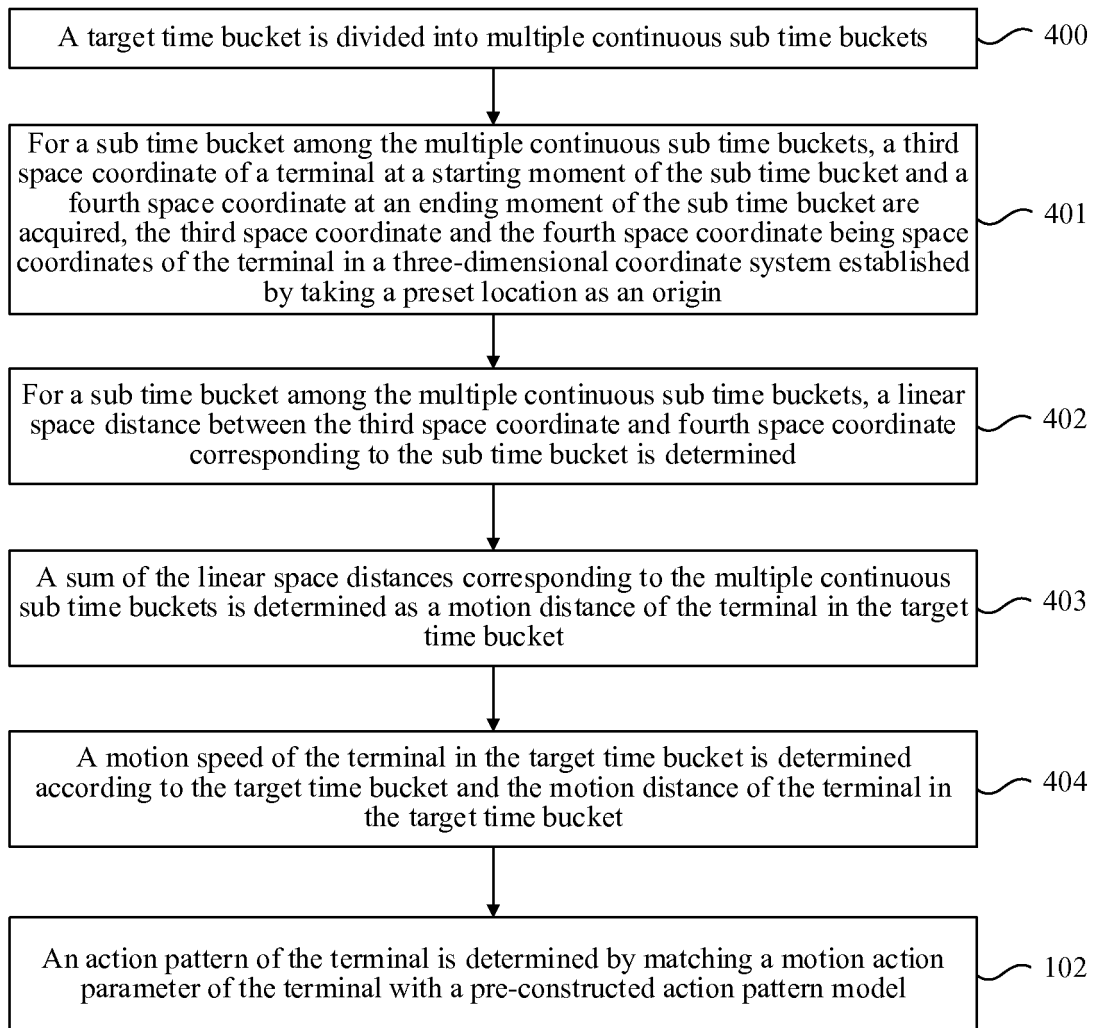 A target time bucket is divided into multiple continuous sub time buckets
400
For a sub time bucket among the multiple continuous sub time buckets, a third
space coordinate of a terminal at a starting moment of the sub time bucket and a
fourth space coordinate at an ending moment of the sub time bucket are
acquired, the third space coordinate and the fourth space coordinate being space
coordinates of the terminal in a three-dimensional coordinate system established
by taking a preset location as an origin
401
For a sub time bucket among the multiple continuous sub time buckets, a linear
space distance between the third space coordinate and fourth space coordinate
corresponding to the sub time bucket is determined
402
A sum of the linear space distances corresponding to the multiple continuous
sub time buckets is determined as a motion distance of the terminal in the target
time bucket
403
A motion speed of the terminal in the target time bucket is determined
according to the target time bucket and the motion distance of the terminal in
the target time bucket
404
An action pattern of the terminal is determined by matching a motion action
parameter of the terminal with a pre-constructed action pattern model
102